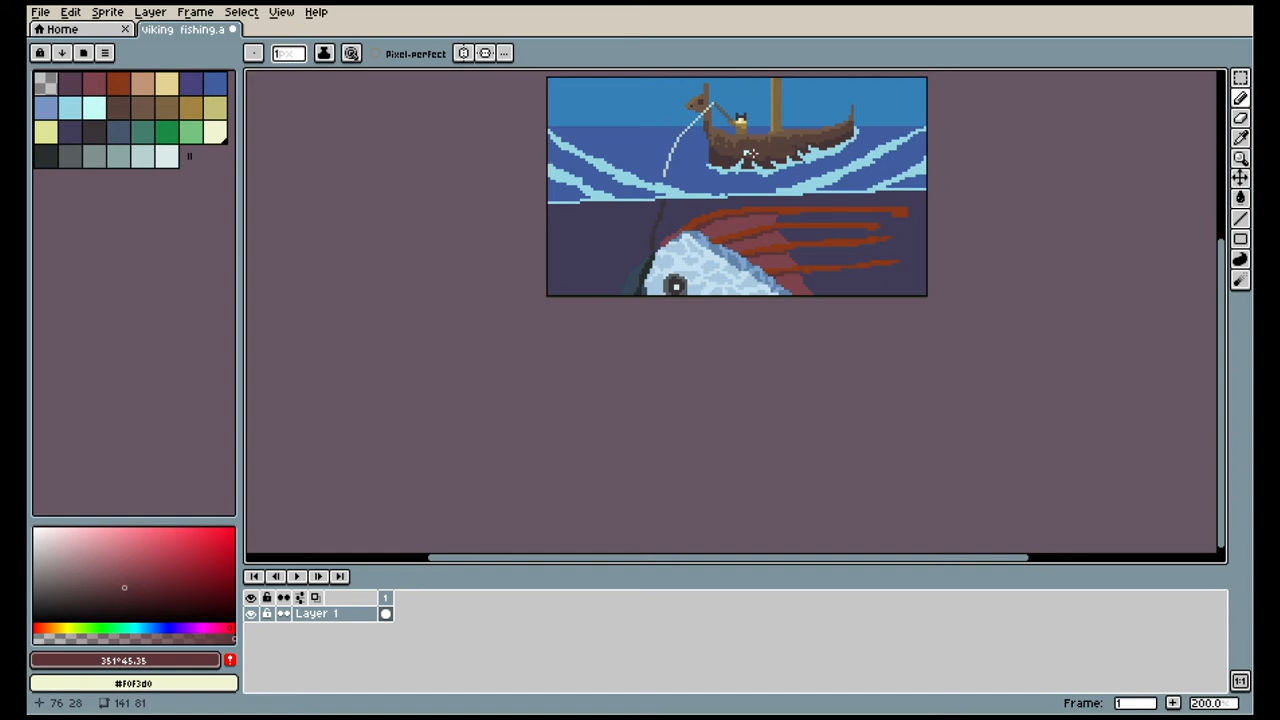 File Edit Sprite Layer Frame Select View Help
Home viking fishing.a
1px Pixel-perfect
1
Layer 1
351°45.35
#f0f3d0
76 28 141 81
Frame: 1 200.0%
1:1